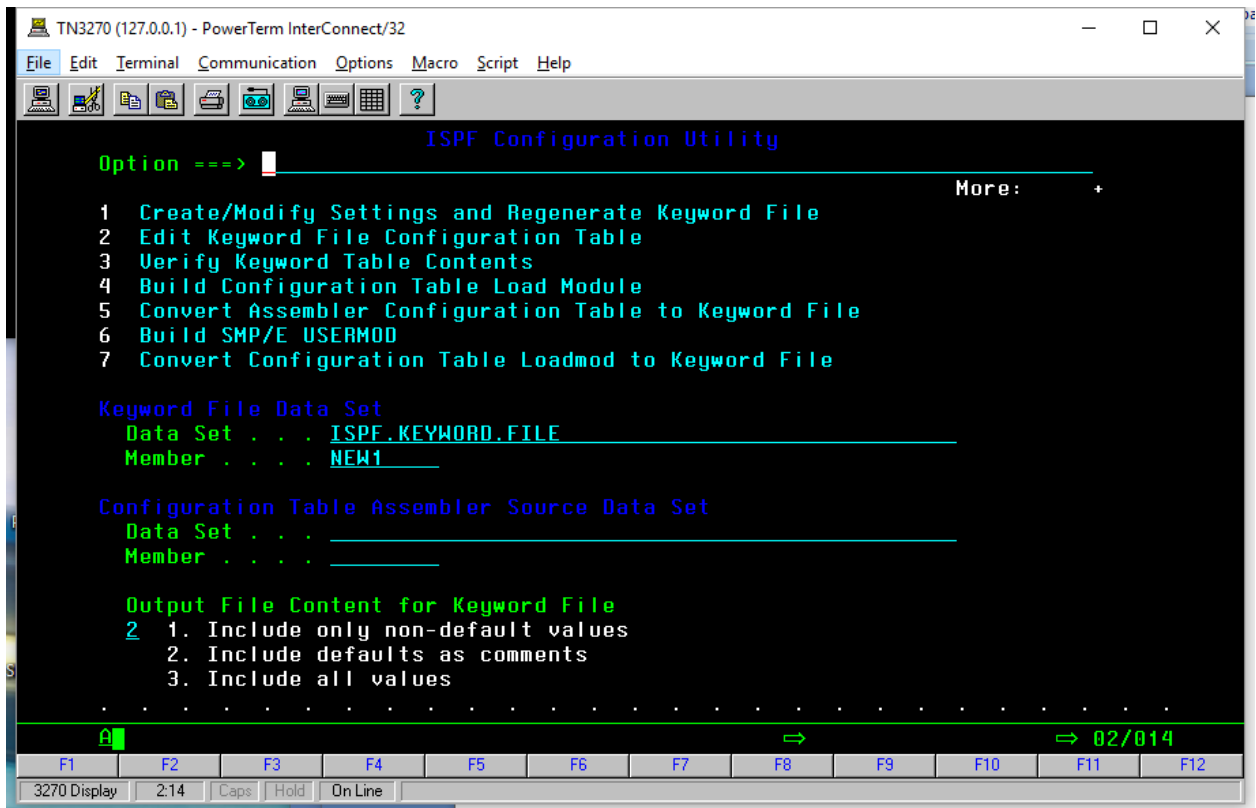 TN3270 (127.0.0.1) - PowerTerm InterConnect/32
File Edit Terminal Communication Options Macro Script Help
ISPF Configuration Utility
Option ===>
More: +
1 Create/Modify Settings and Regenerate Keyword File
2 Edit Keyword File Configuration Table
3 Verify Keyword Table Contents
4 Build Configuration Table Load Module
5 Convert Assembler Configuration Table to Keyword File
6 Build SMP/E USERMOD
7 Convert Configuration Table Loadmod to Keyword File
Keyword File Data Set
Data Set . . . ISPF.KEYWORD.FILE
Member . . . . NEW1
Configuration Table Assembler Source Data Set
Data Set . . .
Member . . . .
Output File Content for Keyword File
2 1. Include only non-default values
2. Include defaults as comments
3. Include all values
. . . . . . . . . . . . . . . . . . . . . . . . . . .
A ⇨ ⇨ 02/014
F1 F2 F3 F4 F5 F6 F7 F8 F9 F10 F11 F12
3270 Display 2:14 Caps Hold On Line